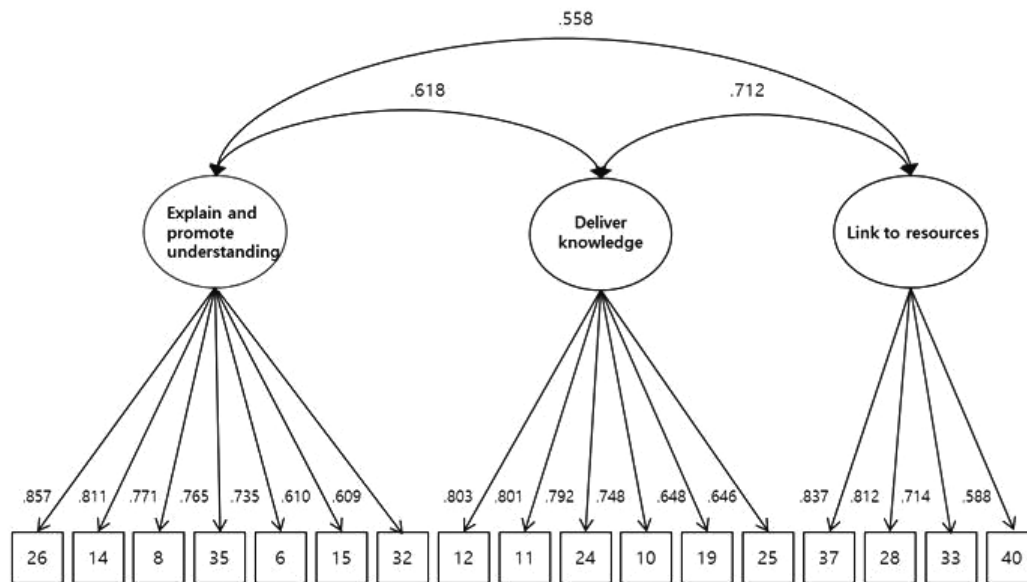 .558
.618
.712
Explain and
promote
understanding
Deliver
knowledge
Link to resources
.857 .811 .771 .765 .735 .610 .609 .803 .801 .792 .748 .648 .646 .837 .812 .714 .588
26 14 8 35 6 15 32 12 11 24 10 19 25 37 28 33 40